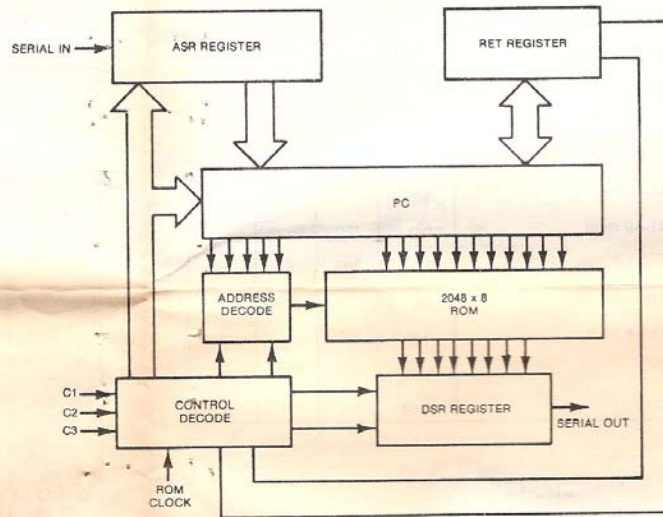 SERIAL IN
ASR REGISTER
RET REGISTER
PC
ADDRESS
DECODE
2048 x 8
ROM
C1
C2
C3
CONTROL
DECODE
DSR REGISTER
SERIAL OUT
ROM
CLOCK